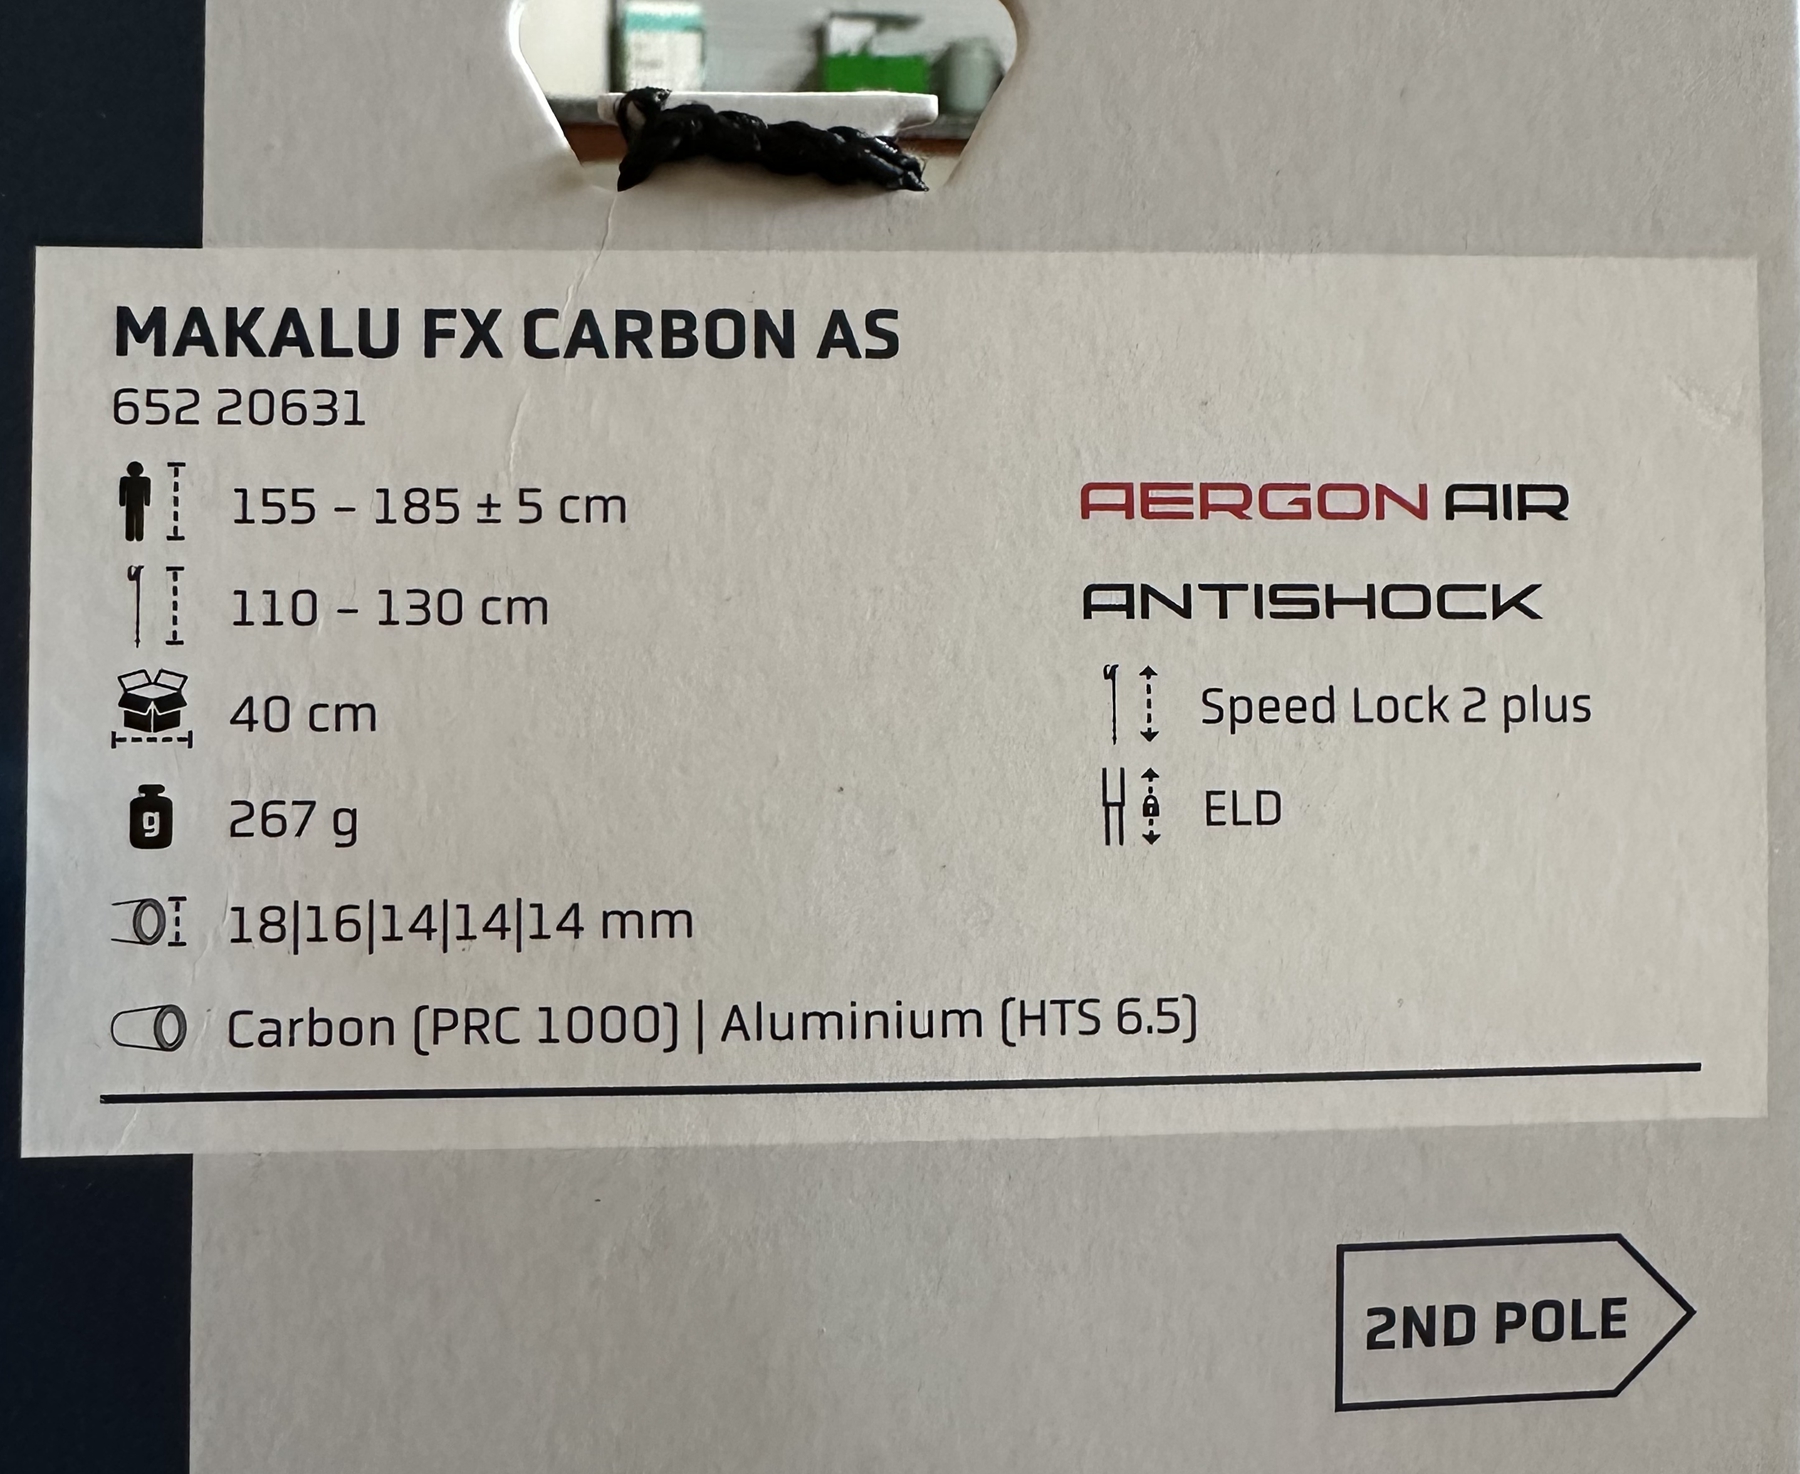 MAKALU FX CARBON AS
652 20631
155 – 185 ± 5 cm
110 – 130 cm
40 cm
g 267 g
18|16|14|14|14 mm
Carbon (PRC 1000) | Aluminium (HTS 6.5)
AERGON AIR
ANTISHOCK
Speed Lock 2 plus
ELD
2ND POLE